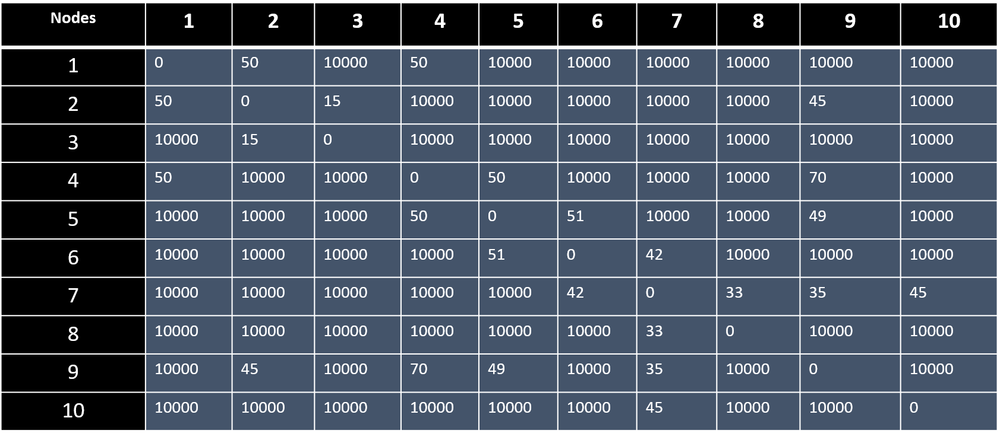 Nodes 1 2 3 4 5 6 7 8 9 10
1 0 50 10000 50 10000 10000 10000 10000 10000 10000
2 50 0 15 10000 10000 10000 10000 10000 45 10000
3 10000 15 0 10000 10000 10000 10000 10000 10000 10000
4 50 10000 10000 0 50 10000 10000 10000 70 10000
5 10000 10000 10000 50 0 51 10000 10000 49 10000
6 10000 10000 10000 10000 51 0 42 10000 10000 10000
7 10000 10000 10000 10000 10000 42 0 33 35 45
8 10000 10000 10000 10000 10000 10000 33 0 10000 10000
9 10000 45 10000 70 49 10000 35 10000 0 10000
10 10000 10000 10000 10000 10000 10000 45 10000 10000 0